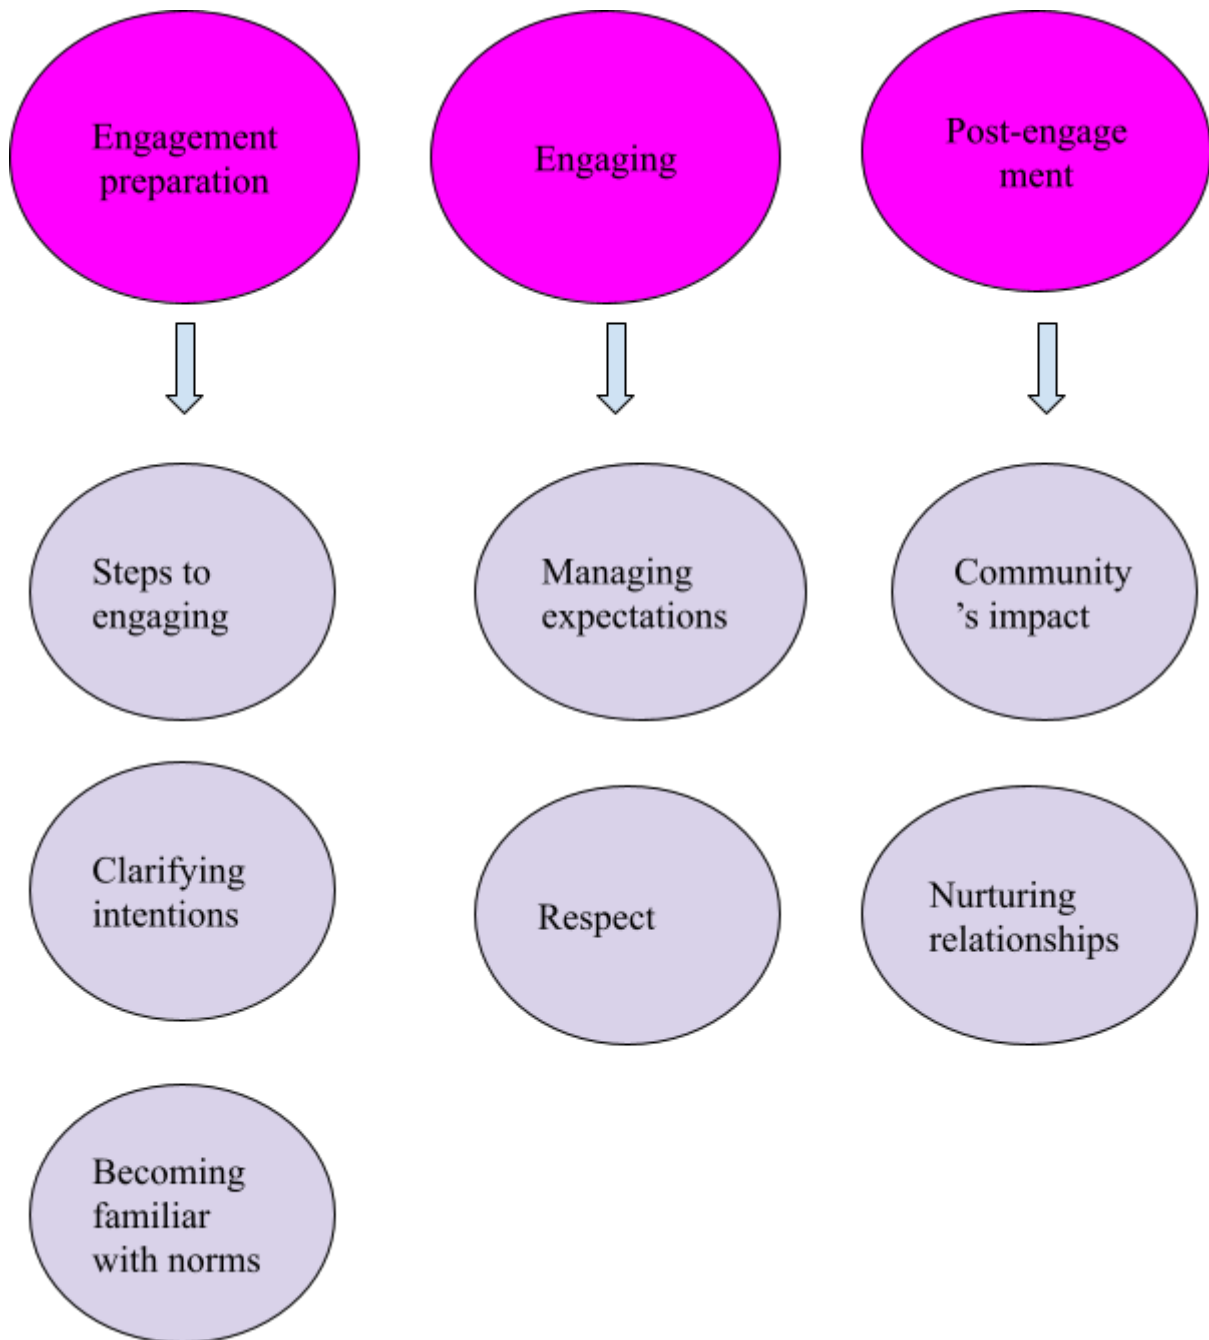 Engagement
preparation
Engaging
Post-engage
ment
Steps to
engaging
Managing
expectations
Community
’s impact
Clarifying
intentions
Respect
Nurturing
relationships
Becoming
familiar
with norms